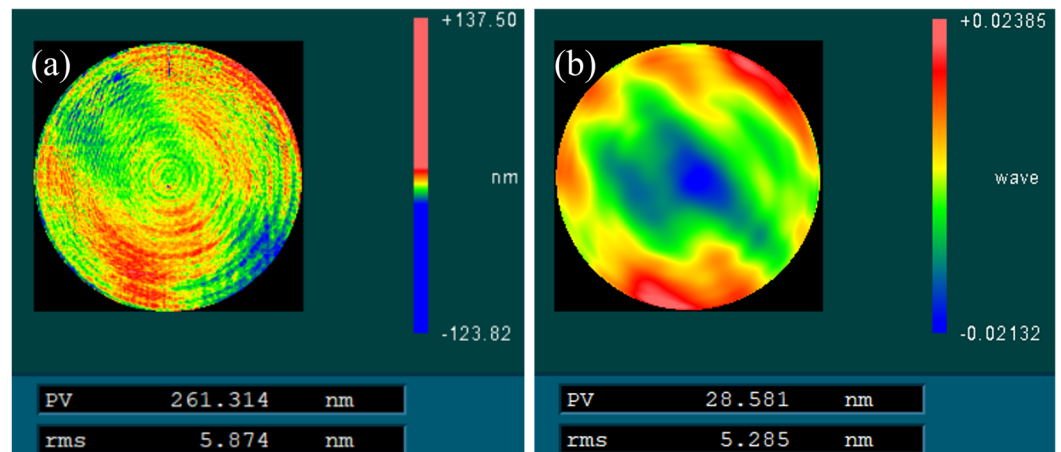 (a)
+137.50
nm
-123.82
PV 261.314 nm
rms 5.874 nm
(b)
+0.02385
wave
-0.02132
PV 28.581 nm
rms 5.285 nm